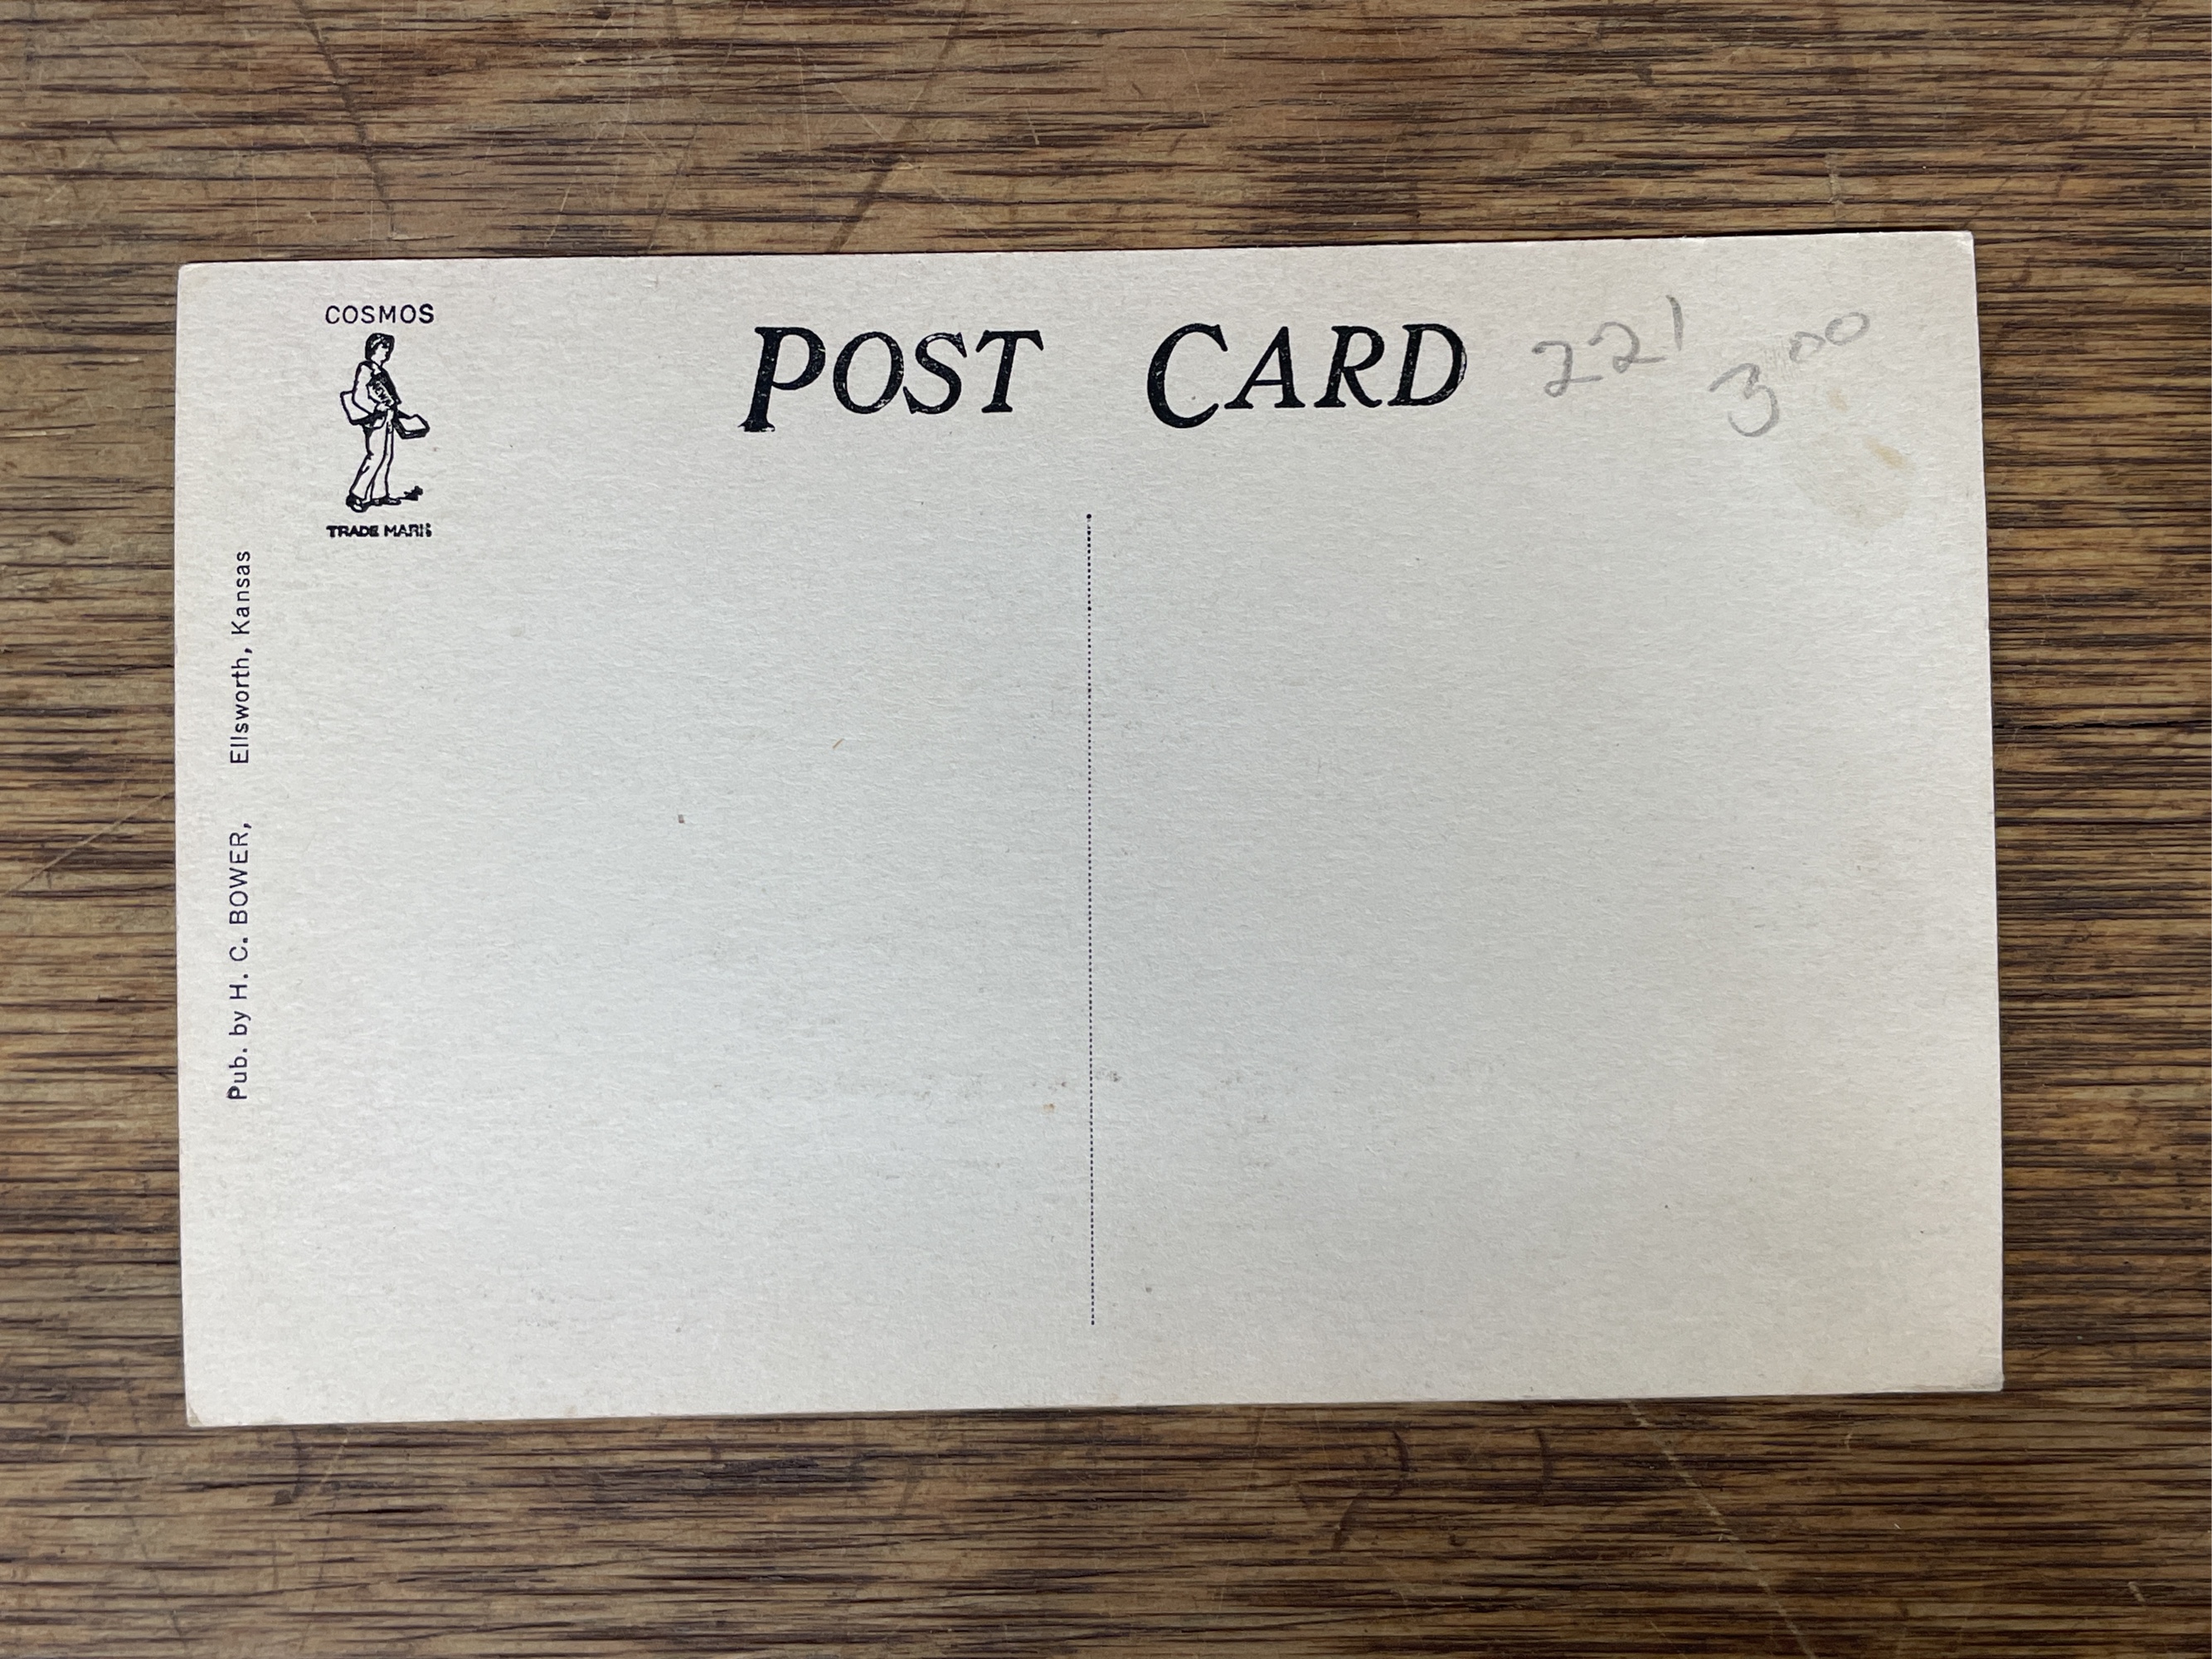 COSMOS
TRADE MARK
POST CARD
221
3 00
Pub. by H. C. BOWER, Ellsworth, Kansas